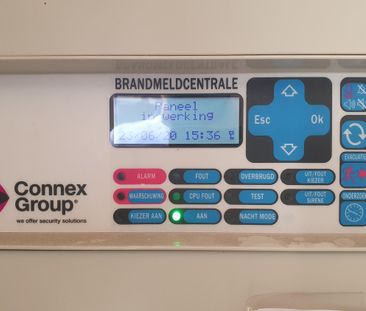 BRANDMELDCENTRALE
Paneel
in werking
23/06/20 15:36
Esc
Ok
ALARM
FOUT
OVERBRUGD
UIT/FOUT KIEZER
WAARSCHUWING
CPU FOUT
TEST
UIT/FOUT SIRENE
KIEZER AAN
AAN
NACHT MODE
EVACUATIE
Connex
Group®
we offer security solutions